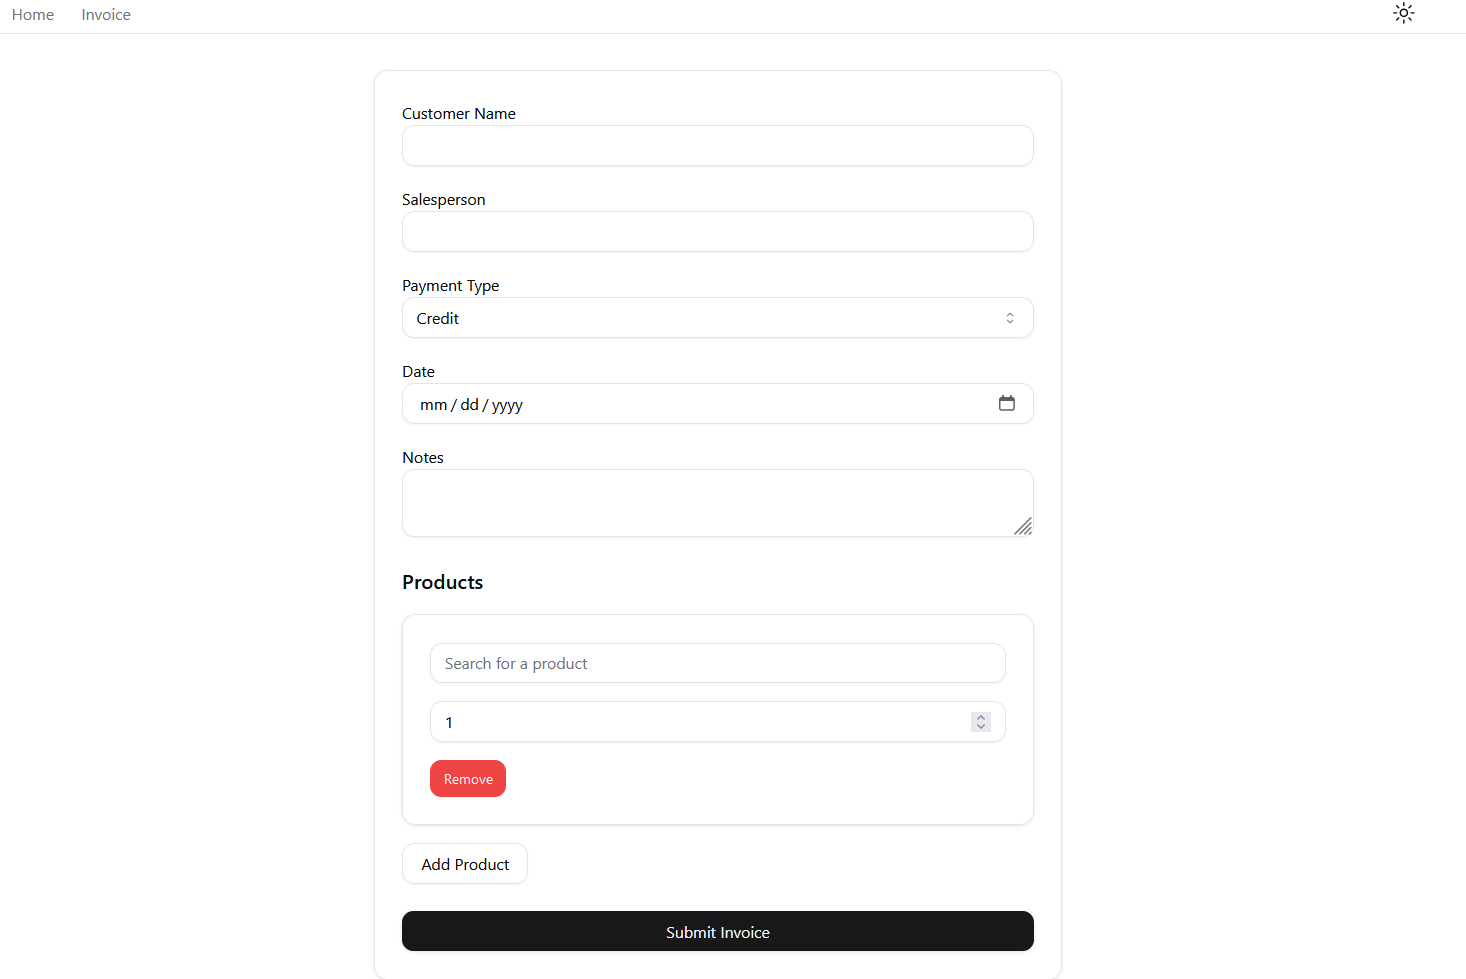 Home Invoice
Customer Name
Salesperson
Payment Type
Credit
Date
mm / dd / yyyy
Notes
Products
Search for a product
1
Remove
Add Product
Submit Invoice